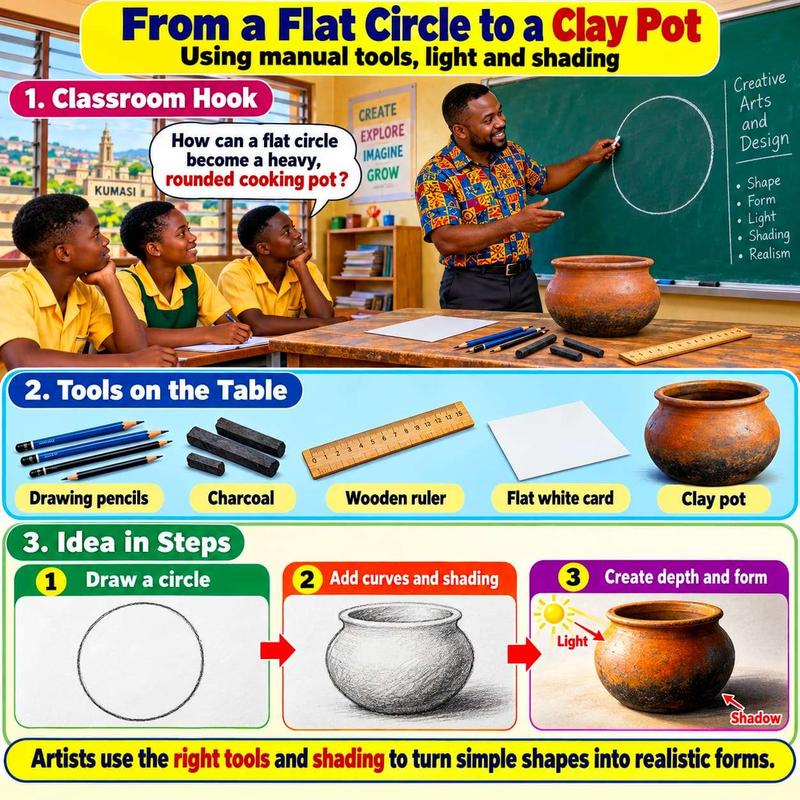 From a Flat Circle to a Clay Pot
Using manual tools, light and shading
1. Classroom Hook
How can a flat circle
become a heavy,
rounded cooking pot?
KUMASI
CREATE
EXPLORE
IMAGINE
GROW
Creative
Arts
and
Design
• Shape
• Form
• Light
• Shading
• Realism
2. Tools on the Table
Drawing pencils
Charcoal
Wooden ruler
Flat white card
Clay pot
3. Idea in Steps
1 Draw a circle
2 Add curves and shading
3 Create depth and form
Light
Shadow
Artists use the right tools and shading to turn simple shapes into realistic forms.